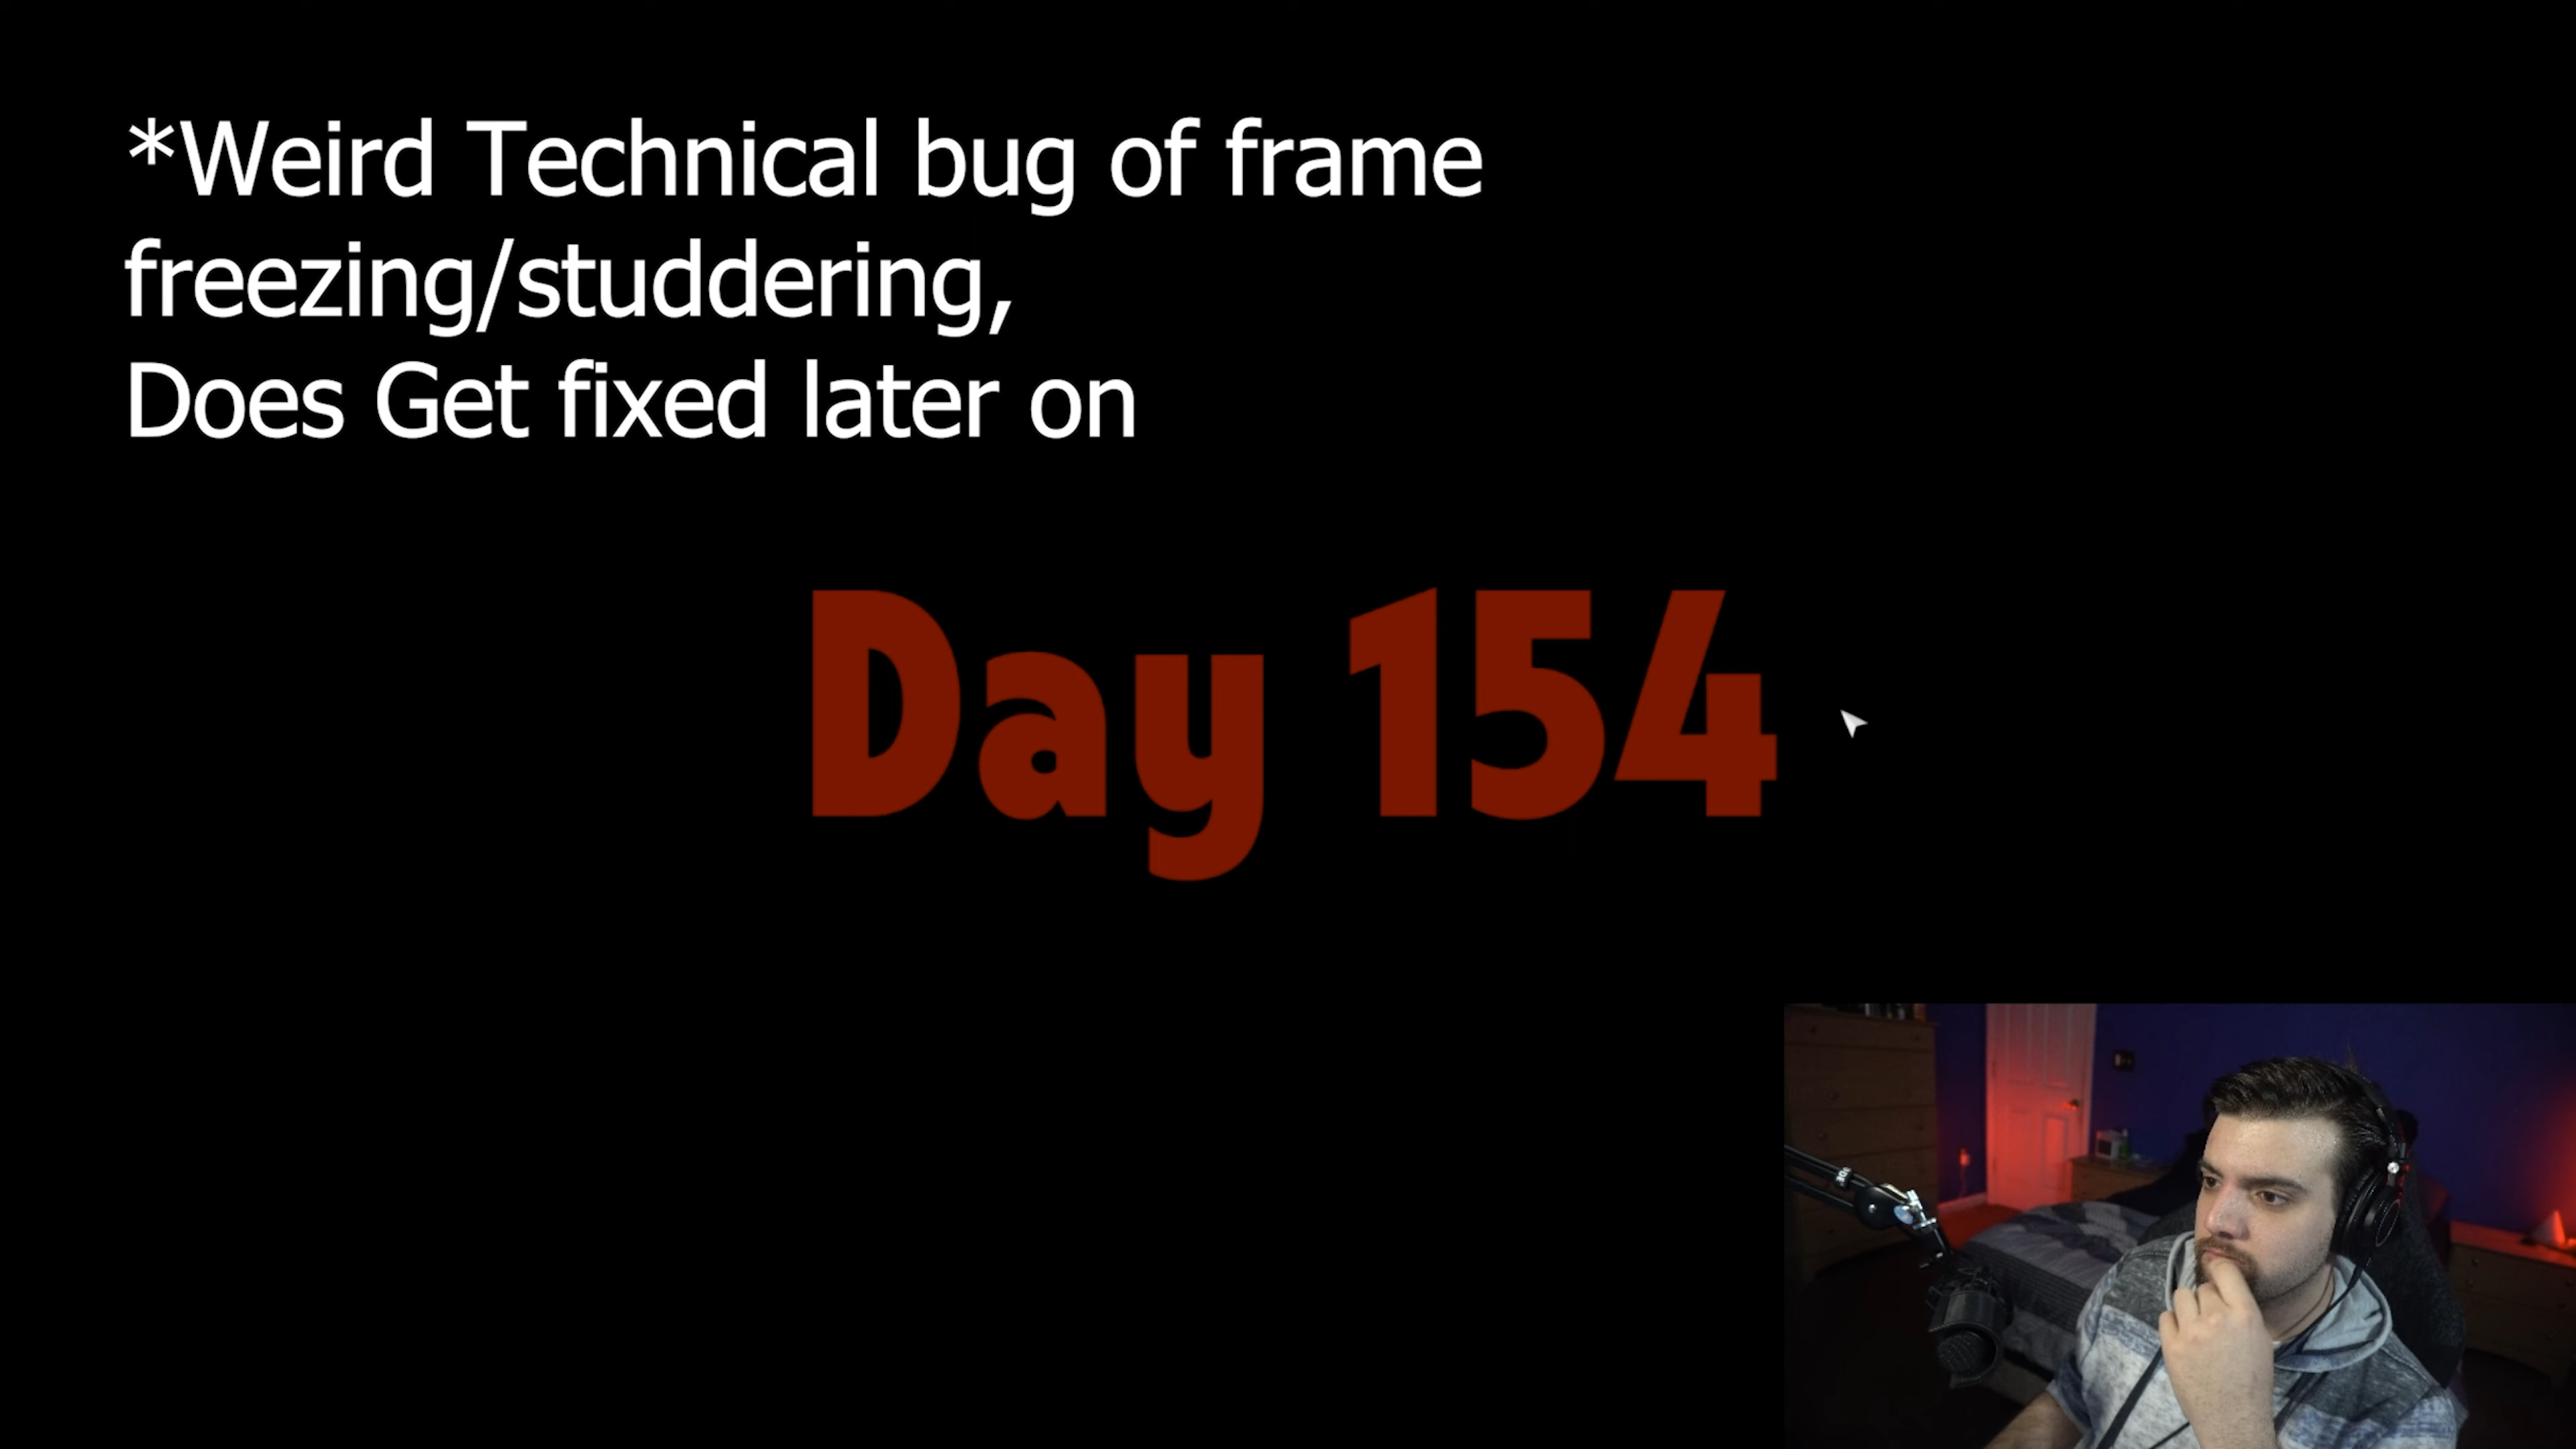 *Weird Technical bug of frame
freezing/studdering,
Does Get fixed later on
Day 154